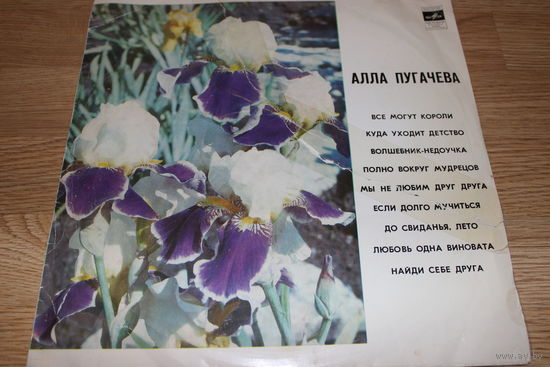 АЛЛА ПУГАЧЕВА
ВСЕ МОГУТ КОРОЛИ
КУДА УХОДИТ ДЕТСТВО
ВОЛШЕБНИК-НЕДОУЧКА
ПОЛНО ВОКРУГ МУДРЕЦОВ
МЫ НЕ ЛЮБИМ ДРУГ ДРУГА
ЕСЛИ ДОЛГО МУЧИТЬСЯ
ДО СВИДАНЬЯ, ЛЕТО
ЛЮБОВЬ ОДНА ВИНОВАТА
НАЙДИ СЕБЕ ДРУГА